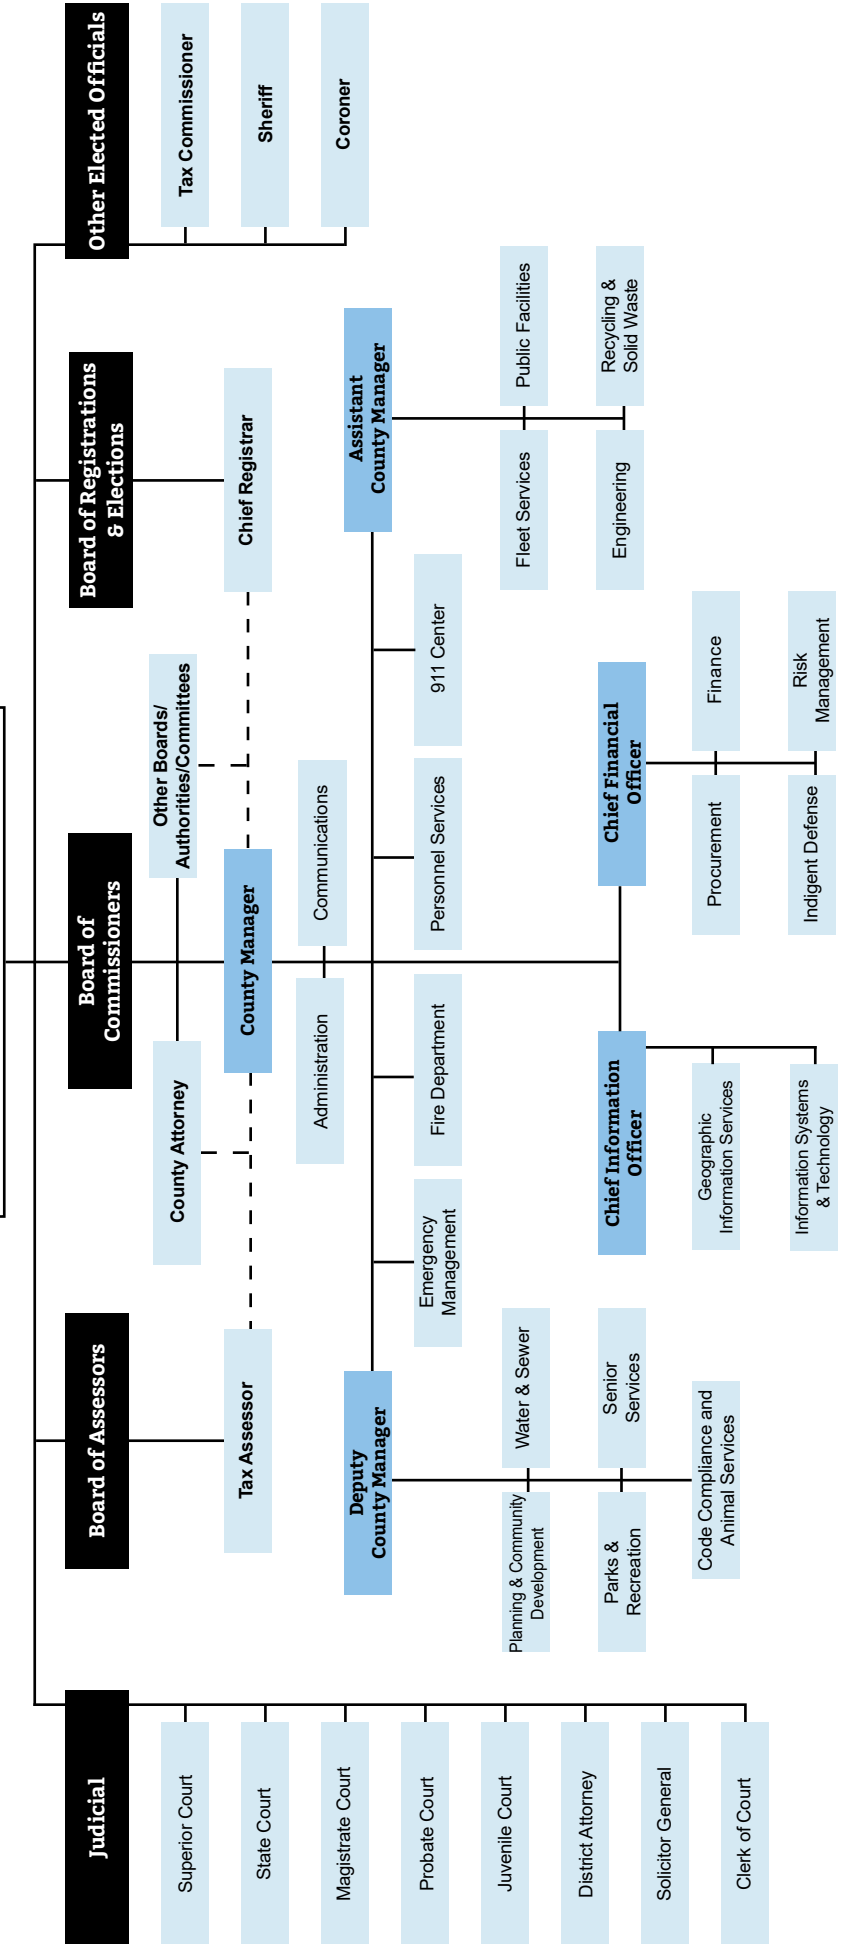 Judicial
Board of Assessors
Board of
Commissioners
Board of Registrations
& Elections
Other Elected Officials
Superior Court
State Court
Magistrate Court
Probate Court
Juvenile Court
District Attorney
Solicitor General
Clerk of Court
Tax Assessor
County Attorney
Other Boards/
Authorities/Committees
County Manager
Chief Registrar
Tax Commissioner
Sheriff
Coroner
Administration
Communications
Deputy
County Manager
Assistant
County Manager
Emergency
Management
Fire Department
Personnel Services
911 Center
Planning & Community
Development
Water & Sewer
Parks &
Recreation
Senior
Services
Code Compliance and
Animal Services
Fleet Services
Public Facilities
Engineering
Recycling &
Solid Waste
Chief Information
Officer
Chief Financial
Officer
Geographic
Information Services
Information Systems
& Technology
Procurement
Finance
Indigent Defense
Risk
Management